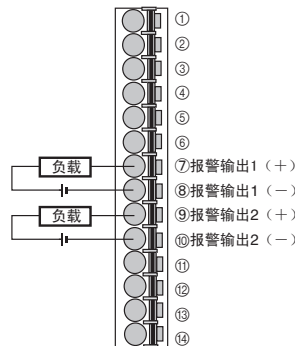 ①
②
③
④
⑤
⑥
负载 ⑦报警输出1（+）
⑧报警输出1（−）
负载 ⑨报警输出2（+）
⑩报警输出2（−）
⑪
⑫
⑬
⑭